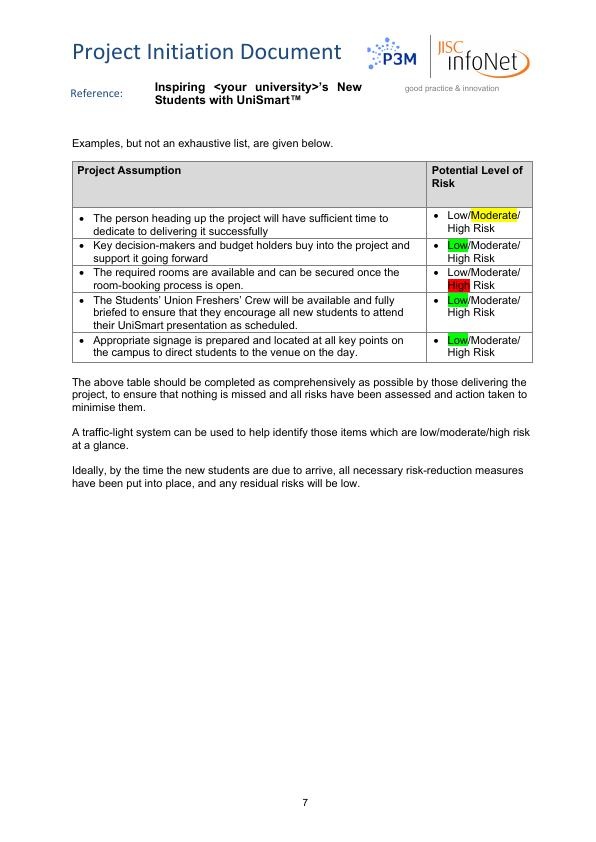 Project Initiation Document
P3M
JISC
infoNet
Reference:
Inspiring <your university>'s New
Students with UniSmart™
good practice & innovation
Examples, but not an exhaustive list, are given below.
Project Assumption
Potential Level of
Risk
• The person heading up the project will have sufficient time to
dedicate to delivering it successfully
• Low/Moderate/
High Risk
• Key decision-makers and budget holders buy into the project and
support it going forward
• Low/Moderate/
High Risk
• The required rooms are available and can be secured once the
room-booking process is open.
• Low/Moderate/
High Risk
• The Students' Union Freshers' Crew will be available and fully
briefed to ensure that they encourage all new students to attend
their UniSmart presentation as scheduled.
• Low/Moderate/
High Risk
• Appropriate signage is prepared and located at all key points on
the campus to direct students to the venue on the day.
• Low/Moderate/
High Risk
The above table should be completed as comprehensively as possible by those delivering the
project, to ensure that nothing is missed and all risks have been assessed and action taken to
minimise them.
A traffic-light system can be used to help identify those items which are low/moderate/high risk
at a glance.
Ideally, by the time the new students are due to arrive, all necessary risk-reduction measures
have been put into place, and any residual risks will be low.
7